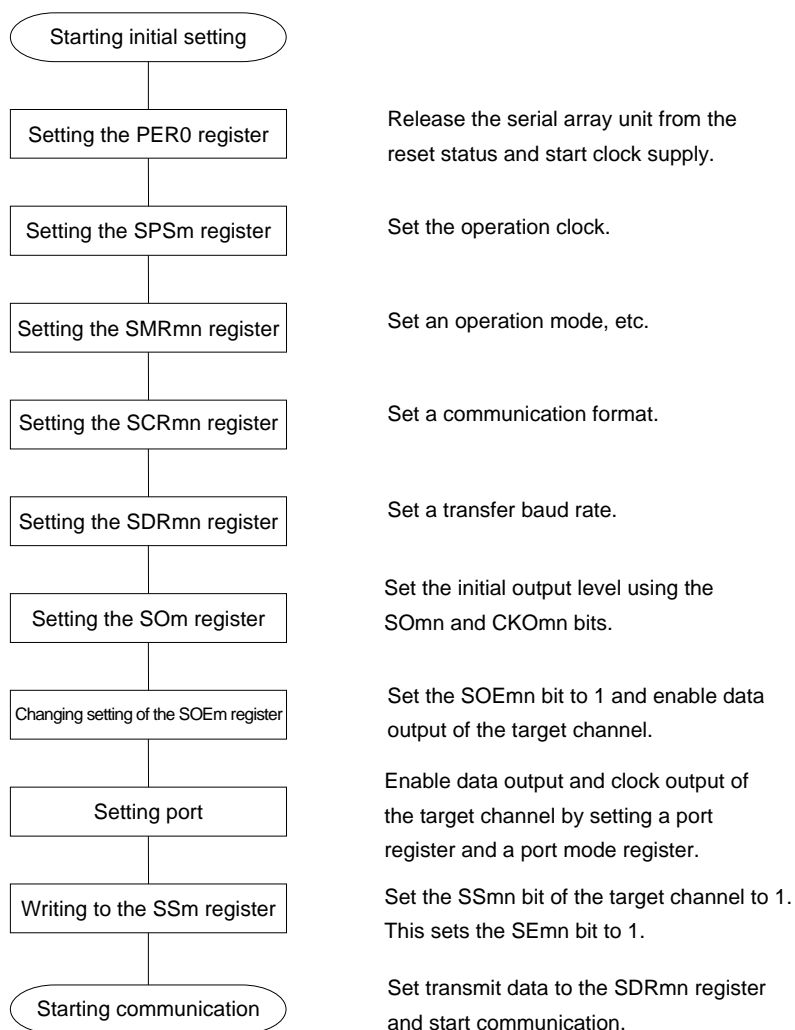 Starting initial setting
Setting the PER0 register
Release the serial array unit from the
reset status and start clock supply.
Setting the SPSm register
Set the operation clock.
Setting the SMRmn register
Set an operation mode, etc.
Setting the SCRmn register
Set a communication format.
Setting the SDRmn register
Set a transfer baud rate.
Setting the SOm register
Set the initial output level using the
SOmn and CKOmn bits.
Changing setting of the SOEm register
Set the SOEmn bit to 1 and enable data
output of the target channel.
Setting port
Enable data output and clock output of
the target channel by setting a port
register and a port mode register.
Writing to the SSm register
Set the SSmn bit of the target channel to 1.
This sets the SEmn bit to 1.
Starting communication
Set transmit data to the SDRmn register
and start communication.